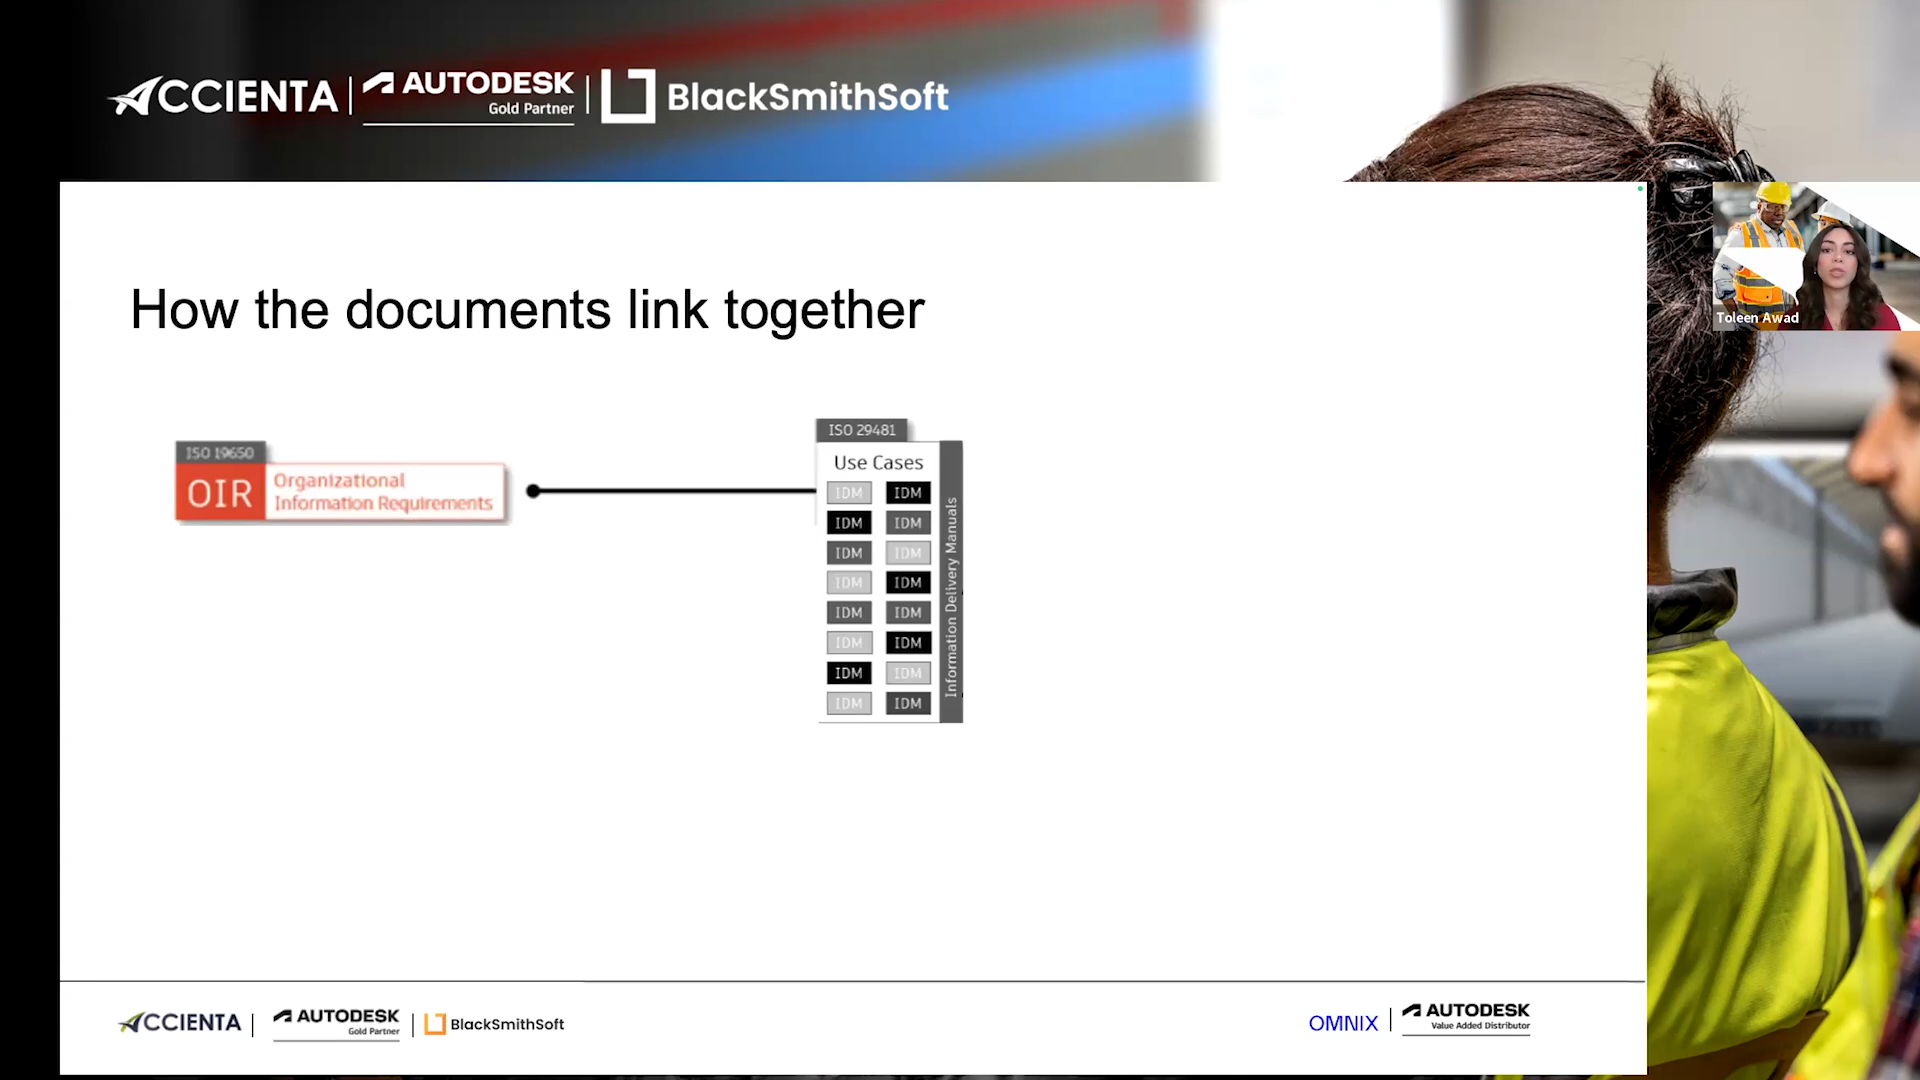 ACCIENTA
AUTODESK
Gold Partner
BlackSmithSoft
Toleen Awad
How the documents link together
ISO 19650
OIR
Organizational
Information Requirements
ISO 29481
Use Cases
IDM IDM
IDM IDM
IDM IDM
IDM IDM
IDM IDM
IDM IDM
IDM IDM
IDM IDM
Information Delivery Manuals
ACCIENTA
AUTODESK
Gold Partner
BlackSmithSoft
OMNIX
AUTODESK
Value Added Distributor